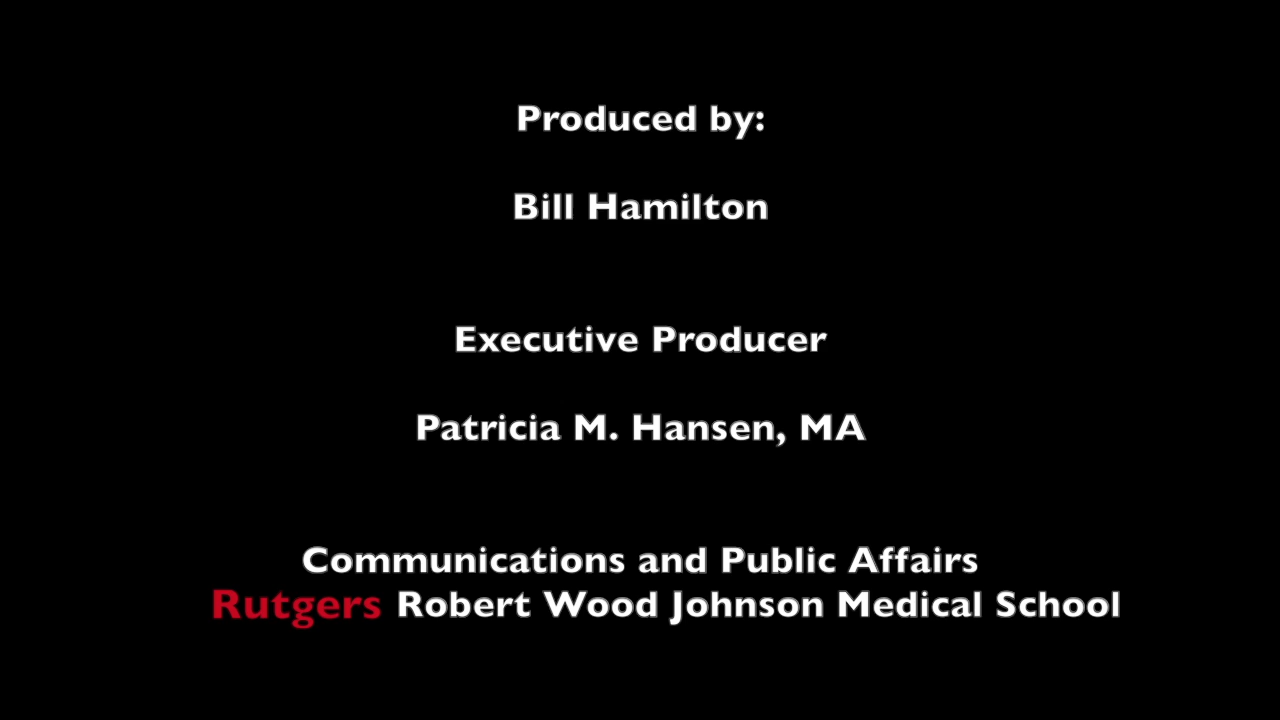 Produced by:
Bill Hamilton
Executive Producer
Patricia M. Hansen, MA
Communications and Public Affairs
Rutgers Robert Wood Johnson Medical School